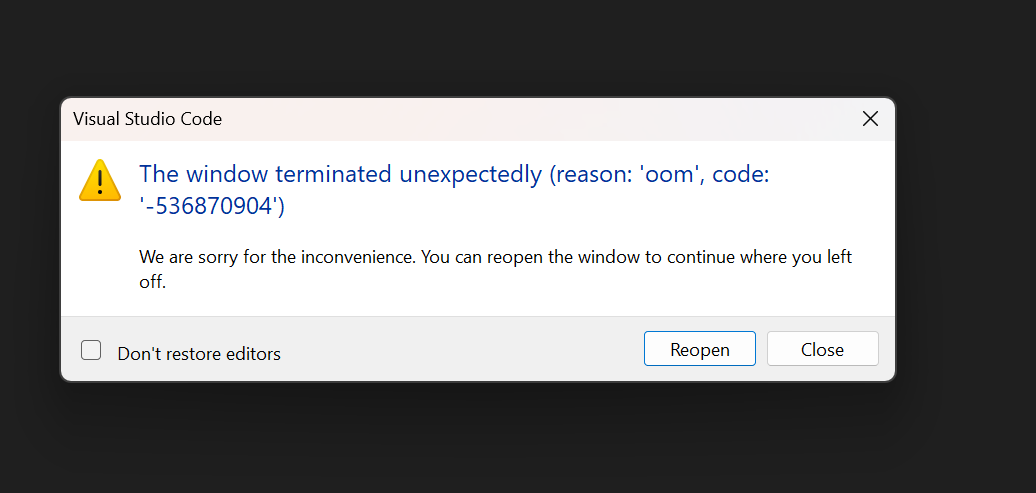 Visual Studio Code
The window terminated unexpectedly (reason: 'oom', code:
'-536870904')
We are sorry for the inconvenience. You can reopen the window to continue where you left
off.
Don't restore editors
Reopen
Close